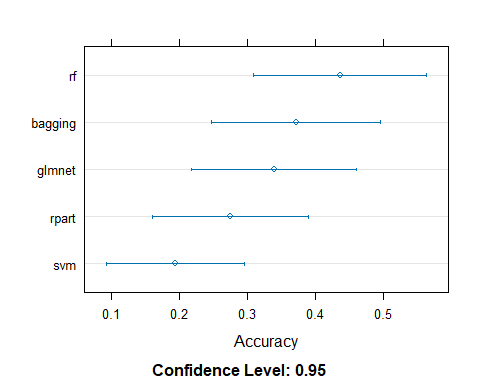 rf
bagging
glmnet
rpart
svm
0.1 0.2 0.3 0.4 0.5
Accuracy
Confidence Level: 0.95